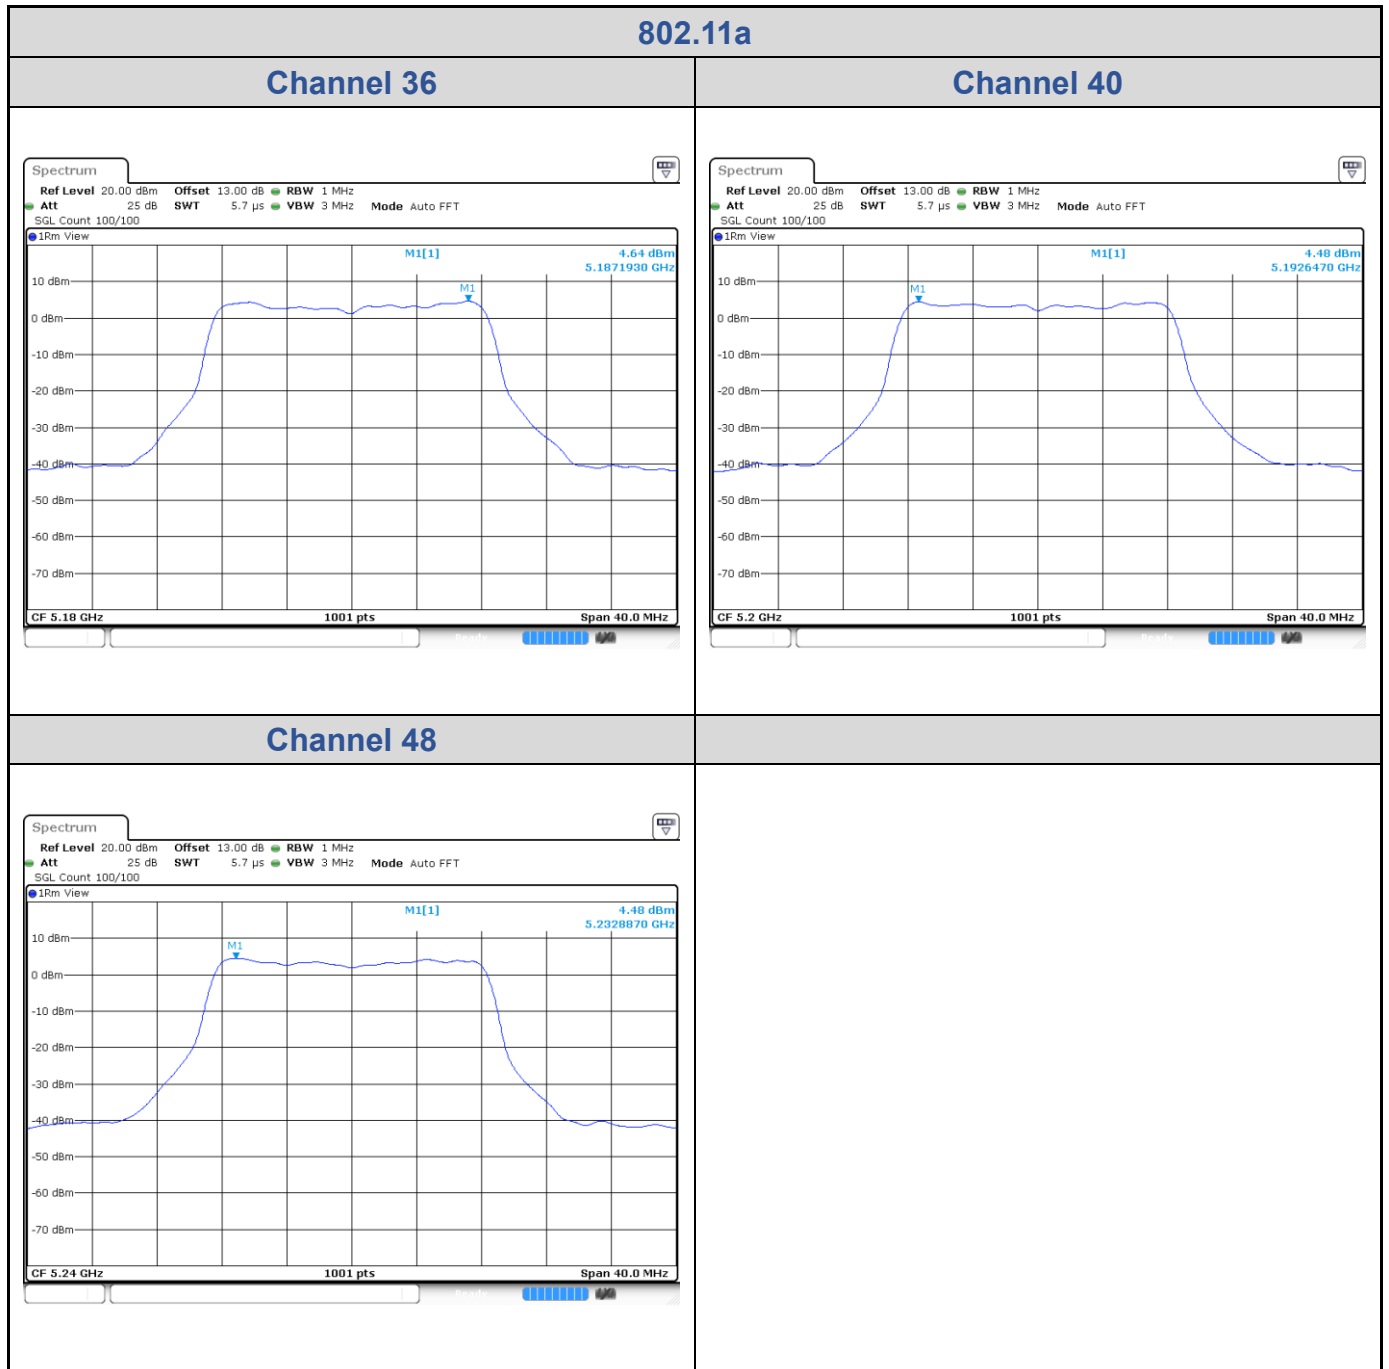 802.11a
Channel 36
Channel 40
Spectrum
Ref Level 20.00 dBm Offset 13.00 dB RBW 1 MHz
Att 25 dB SWT 5.7 µs VBW 3 MHz Mode Auto FFT
SGL Count 100/100
1Rm View
M1[1] 4.64 dBm
5.1871930 GHz
M1
10 dBm
0 dBm
-10 dBm
-20 dBm
-30 dBm
-40 dBm
-50 dBm
-60 dBm
-70 dBm
CF 5.18 GHz 1001 pts Span 40.0 MHz
Ready
Spectrum
Ref Level 20.00 dBm Offset 13.00 dB RBW 1 MHz
Att 25 dB SWT 5.7 µs VBW 3 MHz Mode Auto FFT
SGL Count 100/100
1Rm View
M1[1] 4.48 dBm
5.1926470 GHz
M1
10 dBm
0 dBm
-10 dBm
-20 dBm
-30 dBm
-40 dBm
-50 dBm
-60 dBm
-70 dBm
CF 5.2 GHz 1001 pts Span 40.0 MHz
Ready
Channel 48
Spectrum
Ref Level 20.00 dBm Offset 13.00 dB RBW 1 MHz
Att 25 dB SWT 5.7 µs VBW 3 MHz Mode Auto FFT
SGL Count 100/100
1Rm View
M1[1] 4.48 dBm
5.2328870 GHz
M1
10 dBm
0 dBm
-10 dBm
-20 dBm
-30 dBm
-40 dBm
-50 dBm
-60 dBm
-70 dBm
CF 5.24 GHz 1001 pts Span 40.0 MHz
Ready